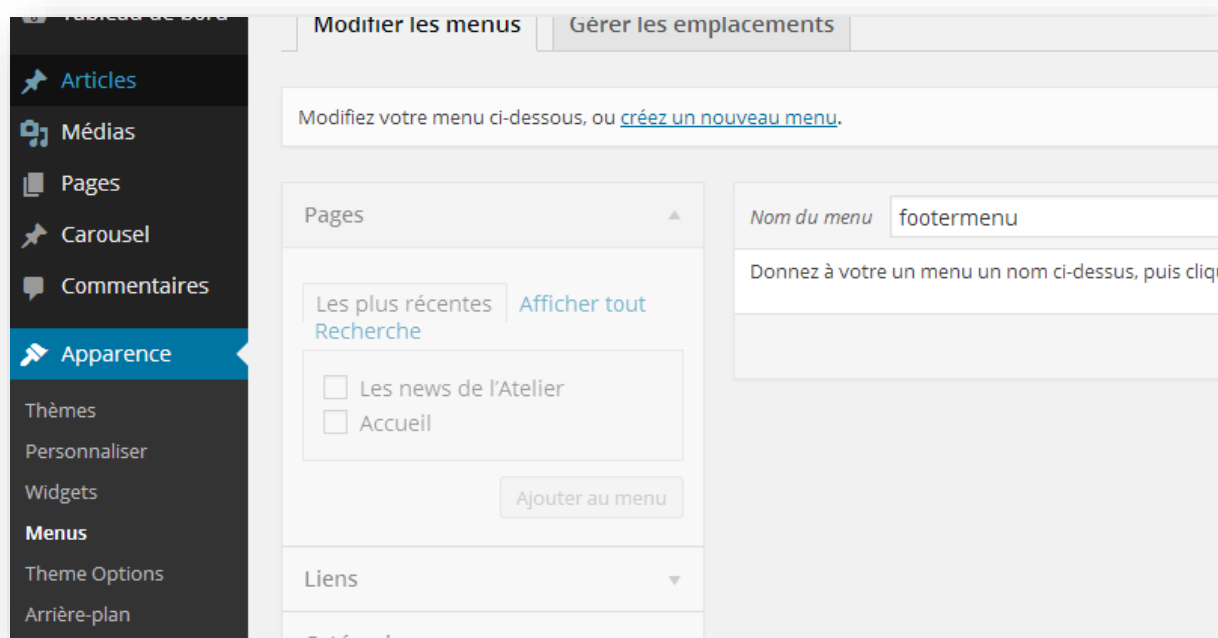 Tableau de bord
Articles
Médias
Pages
Carousel
Commentaires
Apparence
Thèmes
Personnaliser
Widgets
Menus
Theme Options
Arrière-plan
Modifier les menus
Gérer les emplacements
Modifiez votre menu ci-dessous, ou créez un nouveau menu.
Pages
Les plus récentes
Afficher tout
Recherche
Les news de l'Atelier
Accueil
Ajouter au menu
Liens
Nom du menu
footermenu
Donnez à votre un menu un nom ci-dessus, puis cliqu